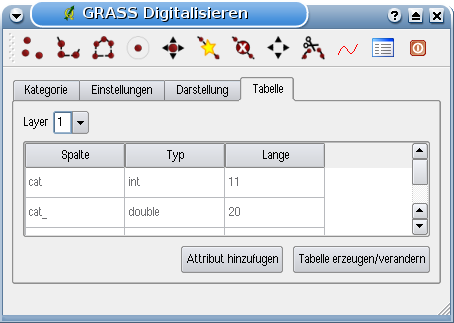 GRASS Digitalisieren
Kategorie Einstellungen Darstellung Tabelle
Layer 1
Spalte Typ Lange
cat int 11
cat_ double 20
Attribut hinzufugen Tabelle erzeugen/verandern